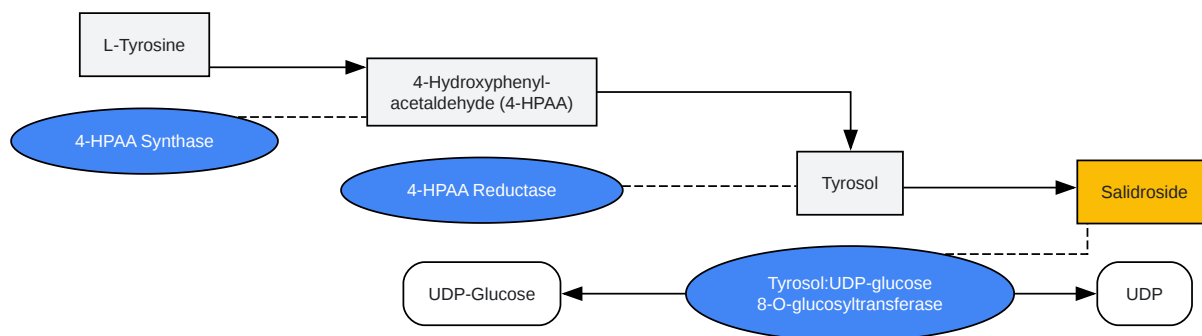 L-Tyrosine
4-Hydroxyphenyl-
acetaldehyde (4-HPAA)
4-HPAA Synthase
4-HPAA Reductase
Tyrosol
Salidroside
UDP-Glucose
Tyrosol:UDP-glucose
8-O-glucosyltransferase
UDP